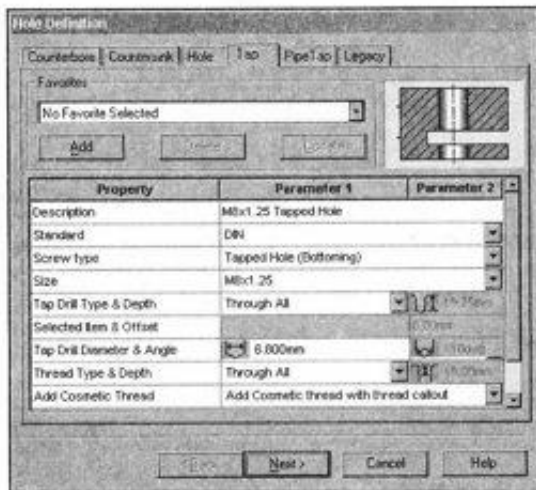 Hole Definition
Counterbore Countersunk Hole Tap PipeTap Legacy
Favorites
No Favorite Selected
Add Delete Update
Property Parameter 1 Parameter 2
Description M8x1.25 Tapped Hole
Standard DIN
Screw type Tapped Hole (Bottoming)
Size M8x1.25
Tap Drill Type & Depth Through All
Selected Item & Offset
Tap Drill Diameter & Angle 6.800mm
Thread Type & Depth Through All
Add Cosmetic Thread Add Cosmetic thread with thread callout
< Back Next > Cancel Help